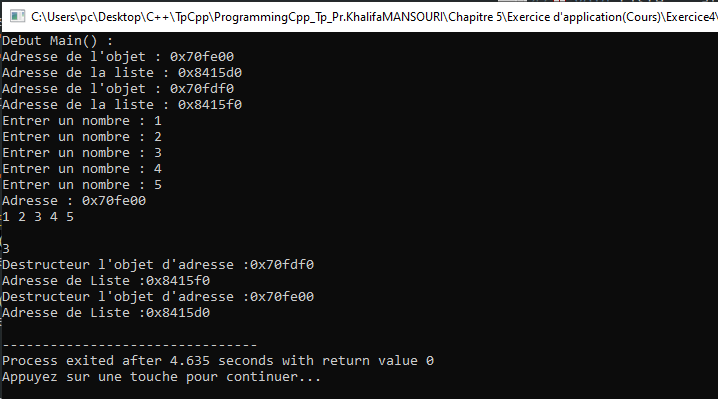 C:\Users\pc\Desktop\C++\TpCpp\ProgrammingCpp_Tp_Pr.KhalifaMANSOURI\Chapitre 5\Exercice d'application(Cours)\Exercice4\
Debut Main() :
Adresse de l'objet : 0x70fe00
Adresse de la liste : 0x8415d0
Adresse de l'objet : 0x70fdf0
Adresse de la liste : 0x8415f0
Entrer un nombre : 1
Entrer un nombre : 2
Entrer un nombre : 3
Entrer un nombre : 4
Entrer un nombre : 5
Adresse : 0x70fe00
1 2 3 4 5
3
Destructeur l'objet d'adresse :0x70fdf0
Adresse de Liste :0x8415f0
Destructeur l'objet d'adresse :0x70fe00
Adresse de Liste :0x8415d0
--------------------------------
Process exited after 4.635 seconds with return value 0
Appuyez sur une touche pour continuer...